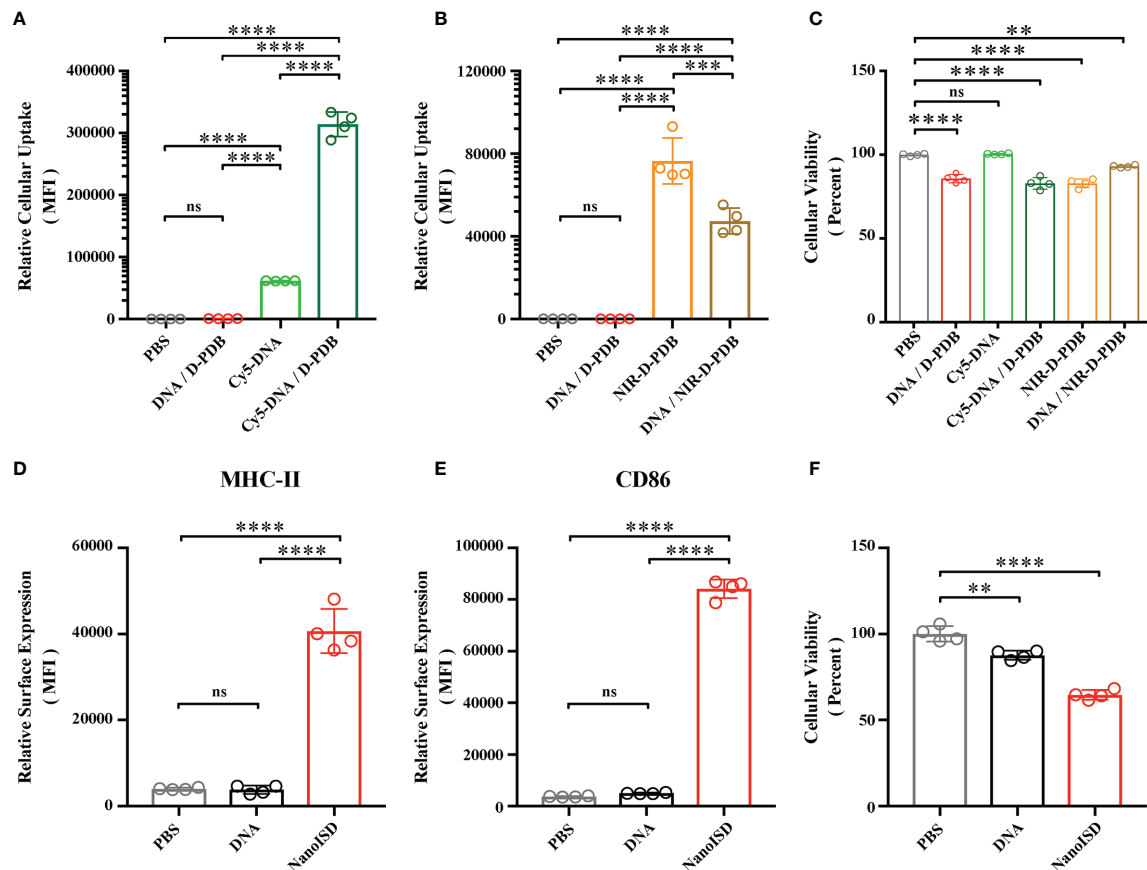 A
Relative Cellular Uptake
( MFI )
400000
300000
200000
100000
0
****
****
****
****
****
ns
PBS
DNA / D-PDB
Cy5-DNA
Cy5-DNA / D-PDB
B
Relative Cellular Uptake
( MFI )
120000
80000
40000
0
****
****
***
****
****
ns
PBS
DNA / D-PDB
NIR-D-PDB
DNA / NIR-D-PDB
C
Cellular Viability
( Percent )
150
100
50
0
**
****
****
ns
****
PBS
DNA / D-PDB
Cy5-DNA
Cy5-DNA / D-PDB
NIR-D-PDB
DNA / NIR-D-PDB
D
MHC-II
Relative Surface Expression
( MFI )
60000
40000
20000
0
****
****
ns
PBS
DNA
NanoISD
E
CD86
Relative Surface Expression
( MFI )
100000
80000
60000
40000
20000
0
****
****
ns
PBS
DNA
NanoISD
F
Cellular Viability
( Percent )
150
100
50
0
****
**
PBS
DNA
NanoISD